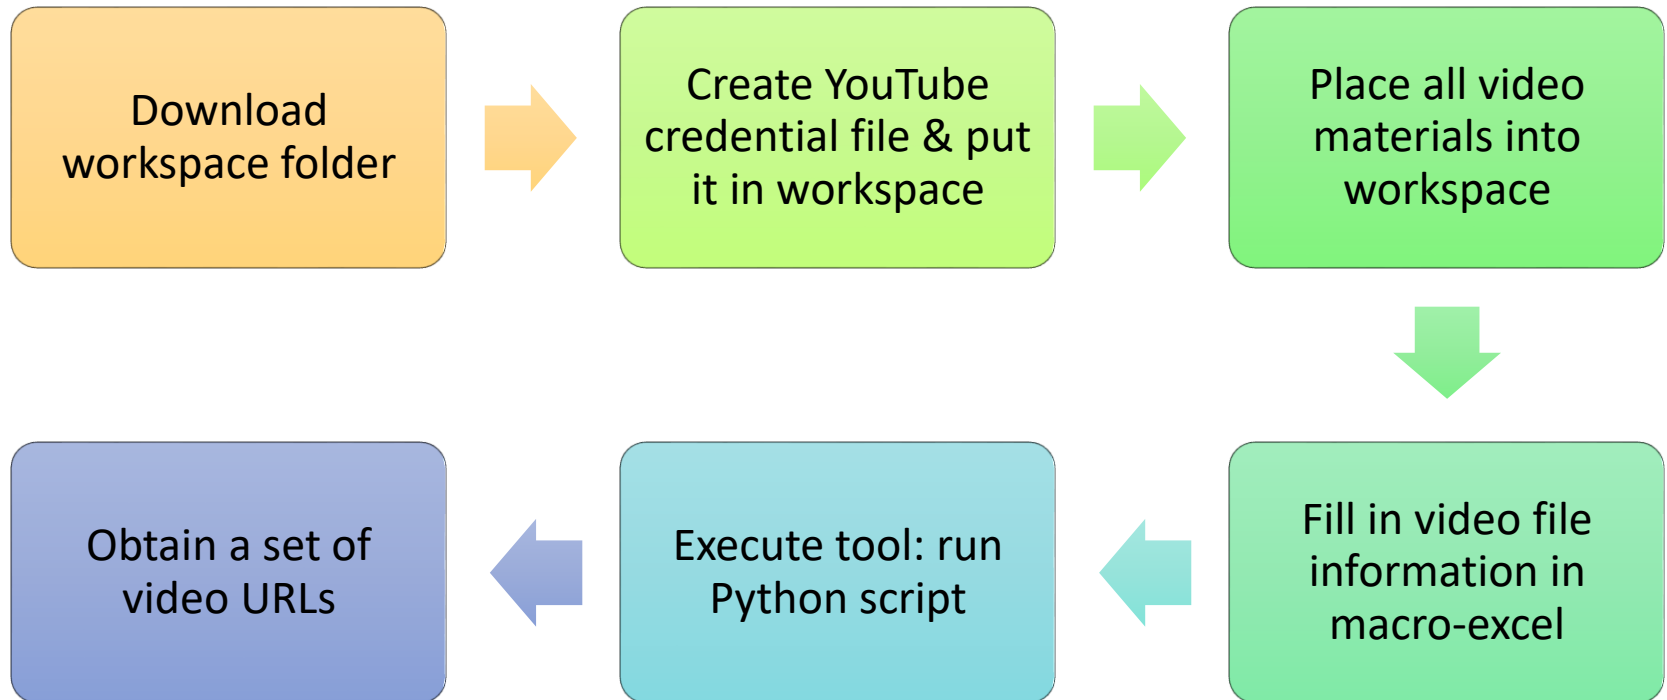 Download
workspace folder
Create YouTube
credential file & put
it in workspace
Place all video
materials into
workspace
Fill in video file
information in
macro-excel
Execute tool: run
Python script
Obtain a set of
video URLs